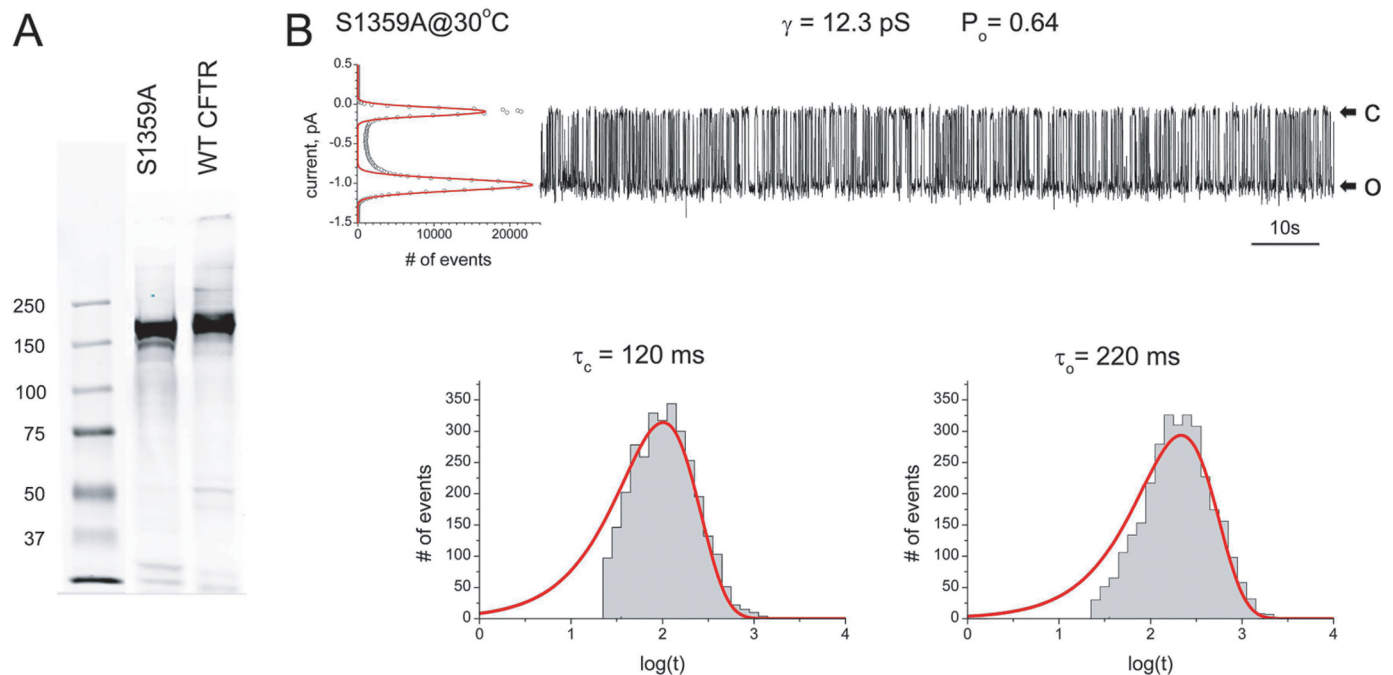 A
S1359A
WT CFTR
250
150
100
75
50
37
B
S1359A@30°C
γ = 12.3 pS
Pₒ = 0.64
0.5
0.0
-0.5
-1.0
-1.5
current, pA
0
10000
20000
# of events
C
O
10s
τc = 120 ms
350
300
250
200
150
100
50
0
# of events
0
1
2
3
4
log(t)
τₒ = 220 ms
350
300
250
200
150
100
50
0
# of events
0
1
2
3
4
log(t)